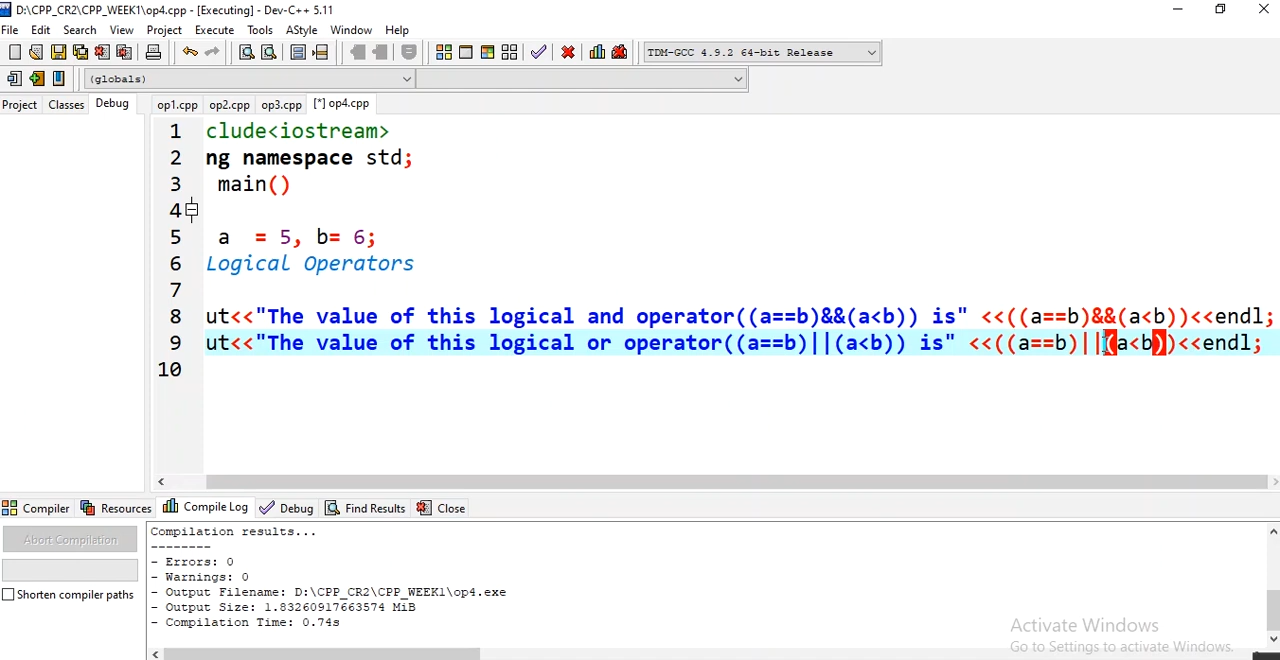 D:\CPP_CR2\CPP_WEEK1\op4.cpp - [Executing] - Dev-C++ 5.11
File Edit Search View Project Execute Tools AStyle Window Help
TDM-GCC 4.9.2 64-bit Release
(globals)
Project Classes Debug op1.cpp op2.cpp op3.cpp [*] op4.cpp
1 clude<iostream>
2 ng namespace std;
3 main()
4
5 a = 5, b= 6;
6 Logical Operators
7
8 ut<<"The value of this logical and operator((a==b)&&(a<b)) is" <<((a==b)&&(a<b))<<endl;
9 ut<<"The value of this logical or operator((a==b)||(a<b)) is" <<((a==b)||(a<b))<<endl;
10
Compiler Resources Compile Log Debug Find Results Close
Abort Compilation
Shorten compiler paths
Compilation results...
--------
- Errors: 0
- Warnings: 0
- Output Filename: D:\CPP_CR2\CPP_WEEK1\op4.exe
- Output Size: 1.83260917663574 MiB
- Compilation Time: 0.74s
Activate Windows
Go to Settings to activate Windows.